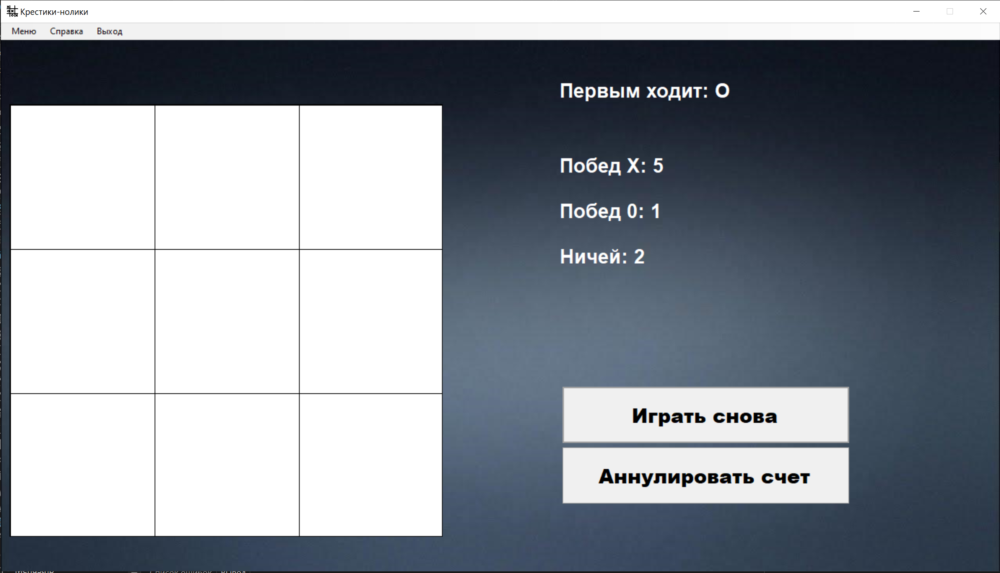 Крестики-нолики
Меню Справка Выход
Первым ходит: О
Побед Х: 5
Побед 0: 1
Ничей: 2
Играть снова
Аннулировать счет